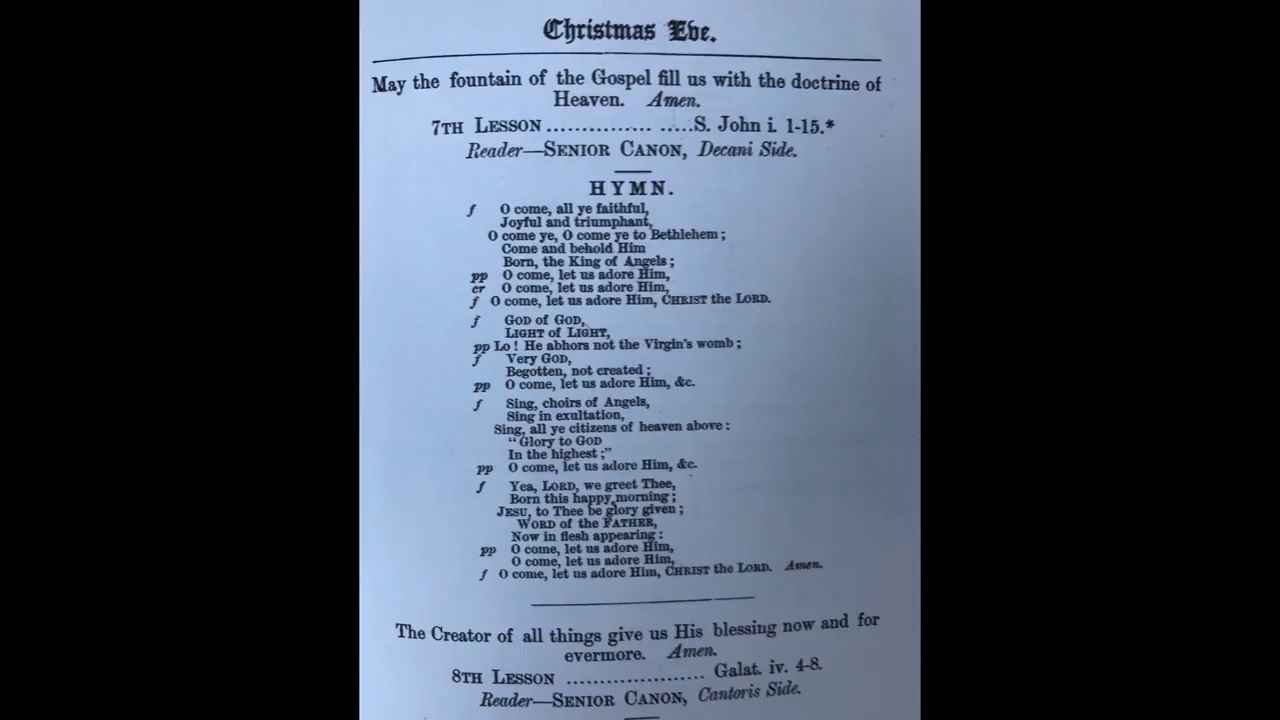 Christmas Eve.
May the fountain of the Gospel fill us with the doctrine of
Heaven. Amen.
7TH LESSON .................... S. John i. 1-15.*
Reader—SENIOR CANON, Decani Side.
HYMN.
f O come, all ye faithful,
Joyful and triumphant,
O come ye, O come ye to Bethlehem;
Come and behold Him
Born, the King of Angels;
pp O come, let us adore Him,
cr O come, let us adore Him,
f O come, let us adore Him, CHRIST the LORD.
f GOD of GOD,
LIGHT of LIGHT,
pp Lo! He abhors not the Virgin's womb;
f Very GOD,
Begotten, not created;
pp O come, let us adore Him, &c.
f Sing, choirs of Angels,
Sing in exultation,
Sing, all ye citizens of heaven above:
"Glory to GOD
In the highest;"
pp O come, let us adore Him, &c.
f Yea, LORD, we greet Thee,
Born this happy morning;
JESU, to Thee be glory given;
WORD of the FATHER,
Now in flesh appearing:
pp O come, let us adore Him,
O come, let us adore Him,
f O come, let us adore Him, CHRIST the LORD. Amen.
The Creator of all things give us His blessing now and for
evermore. Amen.
8TH LESSON ..................... Galat. iv. 4-8.
Reader—SENIOR CANON, Cantoris Side.